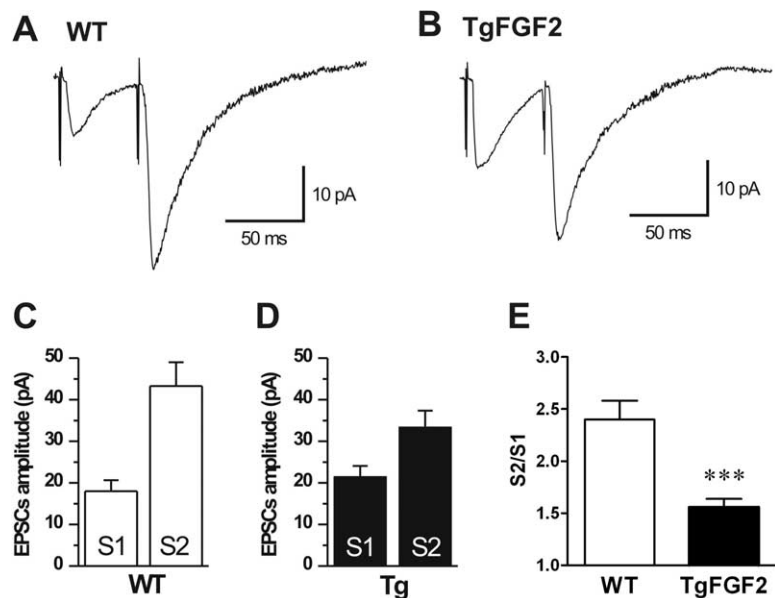 A WT
B TgFGF2
10 pA
50 ms
10 pA
50 ms
C
EPSCs amplitude (pA)
50
40
30
20
10
0
S1 S2
WT
D
EPSCs amplitude (pA)
50
40
30
20
10
0
S1 S2
Tg
E
S2/S1
3.0
2.5
2.0
1.5
1.0
***
WT TgFGF2